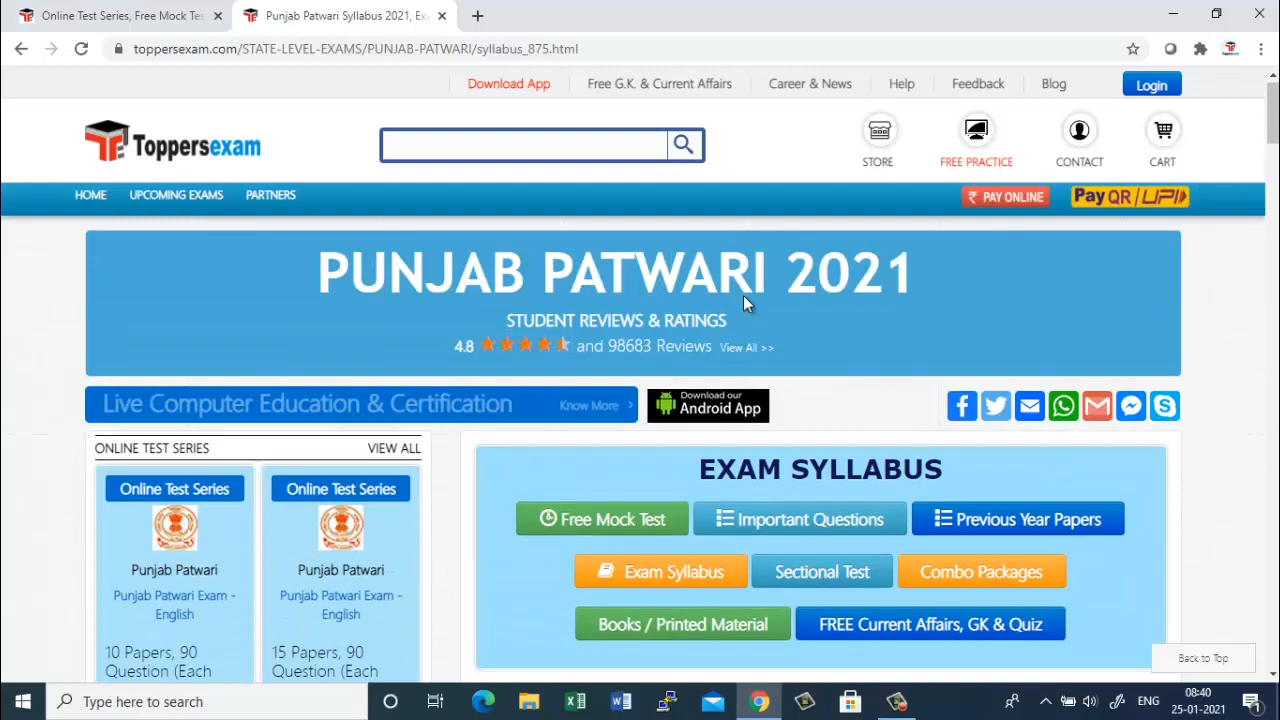 Online Test Series, Free Mock Tes
Punjab Patwari Syllabus 2021, Ex
toppersexam.com/STATE-LEVEL-EXAMS/PUNJAB-PATWARI/syllabus_875.html
Download App
Free G.K. & Current Affairs
Career & News
Help
Feedback
Blog
Login
Toppersexam
STORE
FREE PRACTICE
CONTACT
CART
HOME
UPCOMING EXAMS
PARTNERS
₹ PAY ONLINE
Pay QR / UPI
PUNJAB PATWARI 2021
STUDENT REVIEWS & RATINGS
4.8 and 98683 Reviews View All >>
Live Computer Education & Certification
Know More >
Download our
Android App
ONLINE TEST SERIES
VIEW ALL
Online Test Series
Punjab Patwari
Punjab Patwari Exam -
English
10 Papers, 90
Question (Each
Online Test Series
Punjab Patwari
Punjab Patwari Exam -
English
15 Papers, 90
Question (Each
EXAM SYLLABUS
Free Mock Test
Important Questions
Previous Year Papers
Exam Syllabus
Sectional Test
Combo Packages
Books / Printed Material
FREE Current Affairs, GK & Quiz
Back to Top
Type here to search
ENG
08:40
25-01-2021
1